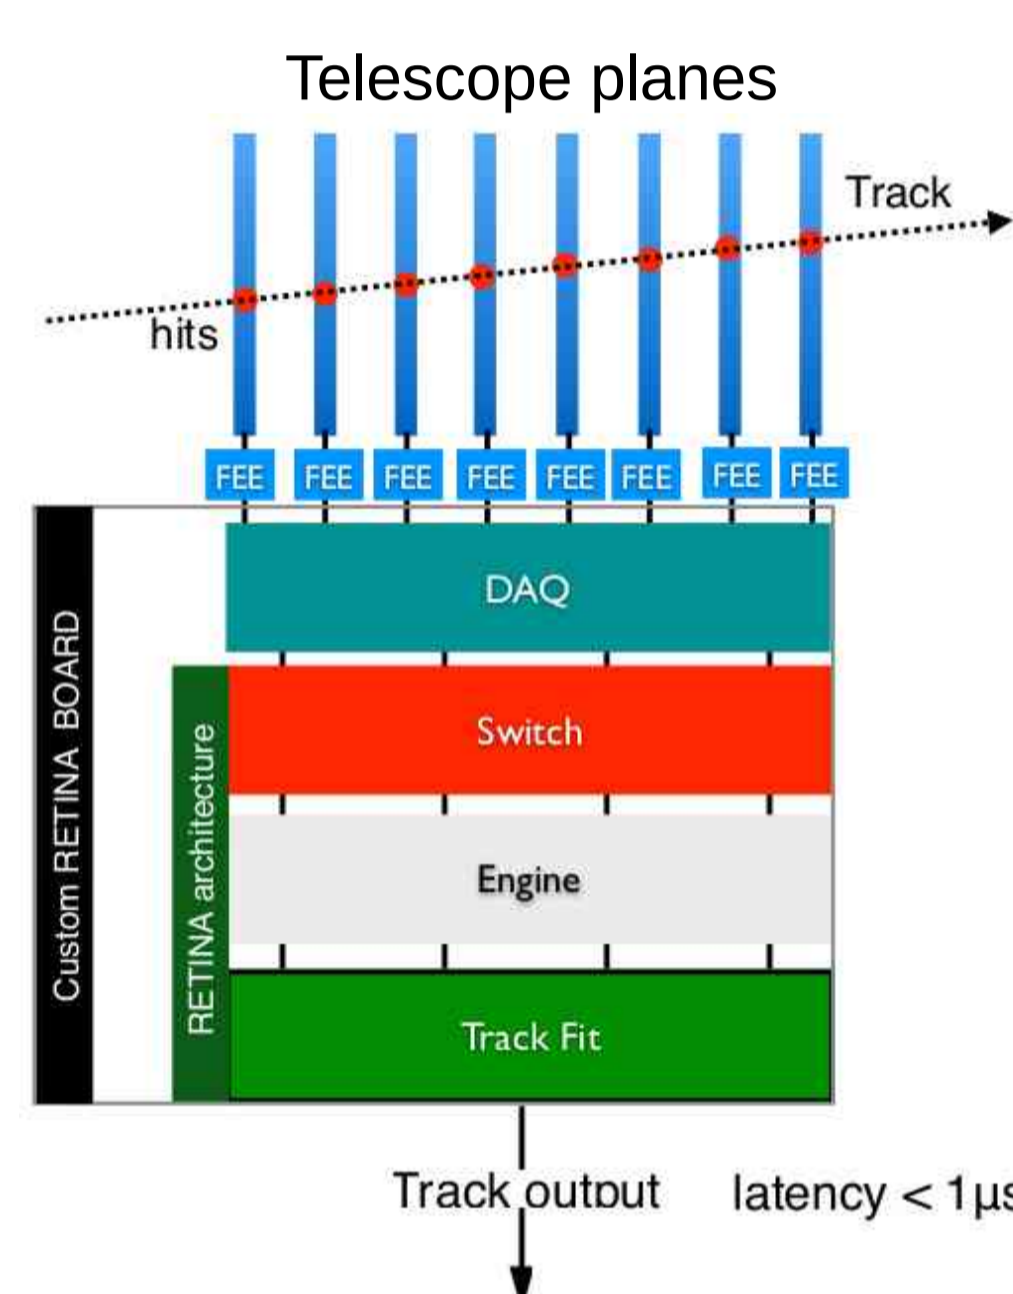 Telescope planes
Track
hits
FEE FEE FEE FEE FEE FEE FEE FEE
DAQ
Custom RETINA BOARD
RETINA architecture
Switch
Engine
Track Fit
Track output latency < 1µs